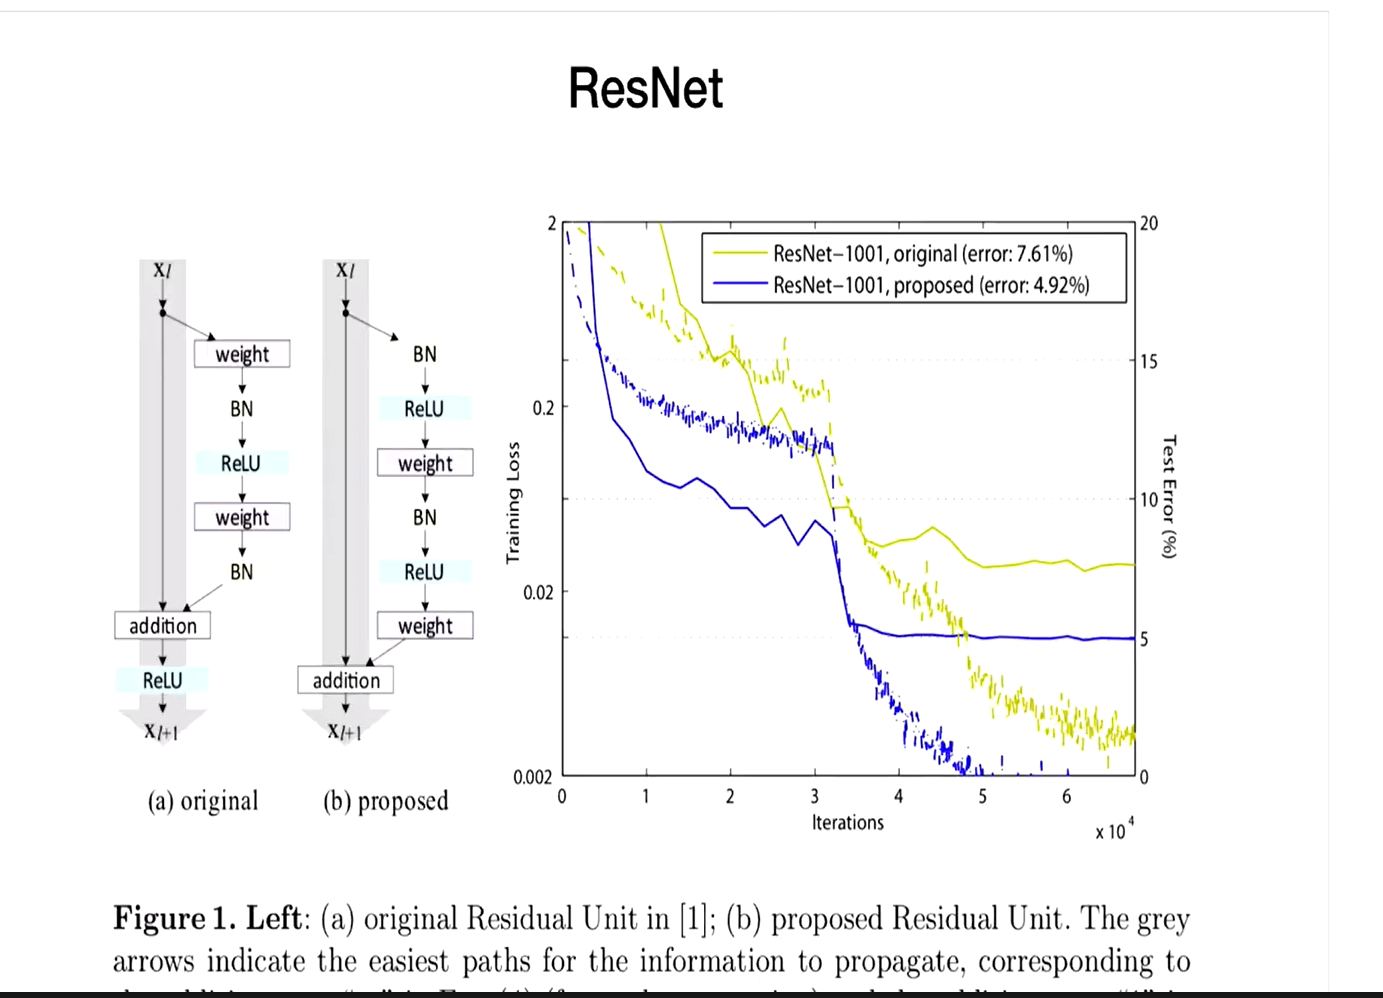 ResNet
x_l
weight
BN
ReLU
weight
BN
addition
ReLU
x_{l+1}
(a) original
x_l
BN
ReLU
weight
BN
ReLU
weight
addition
x_{l+1}
(b) proposed
ResNet−1001, original (error: 7.61%)
ResNet−1001, proposed (error: 4.92%)
2
0.2
0.02
0.002
Training Loss
20
15
10
5
0
Test Error (%)
0 1 2 3 4 5 6
Iterations
x 10^4
Figure 1. Left: (a) original Residual Unit in [1]; (b) proposed Residual Unit. The grey
arrows indicate the easiest paths for the information to propagate, corresponding to